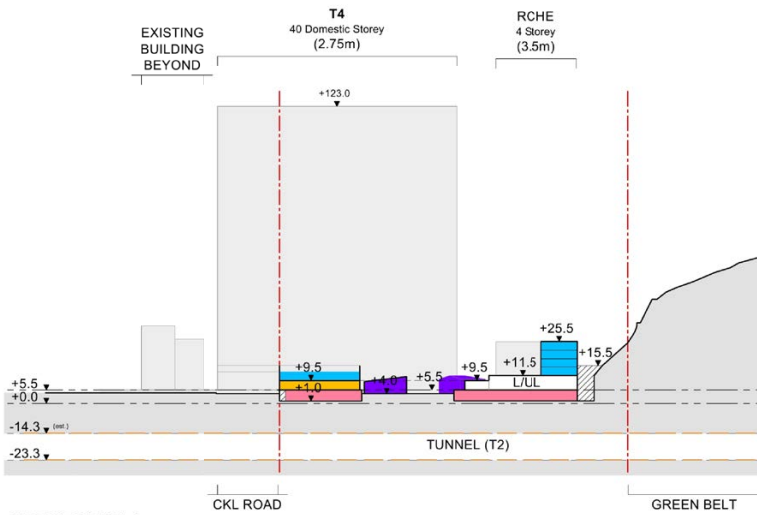 T4
40 Domestic Storey
(2.75m)
RCHE
4 Storey
(3.5m)
EXISTING
BUILDING
BEYOND
+123.0
+25.5
+15.5
+9.5
+9.5
+11.5
+4.0
+5.5
L/UL
+1.0
+5.5
+0.0
-14.3 (est.)
TUNNEL (T2)
-23.3
CKL ROAD
GREEN BELT